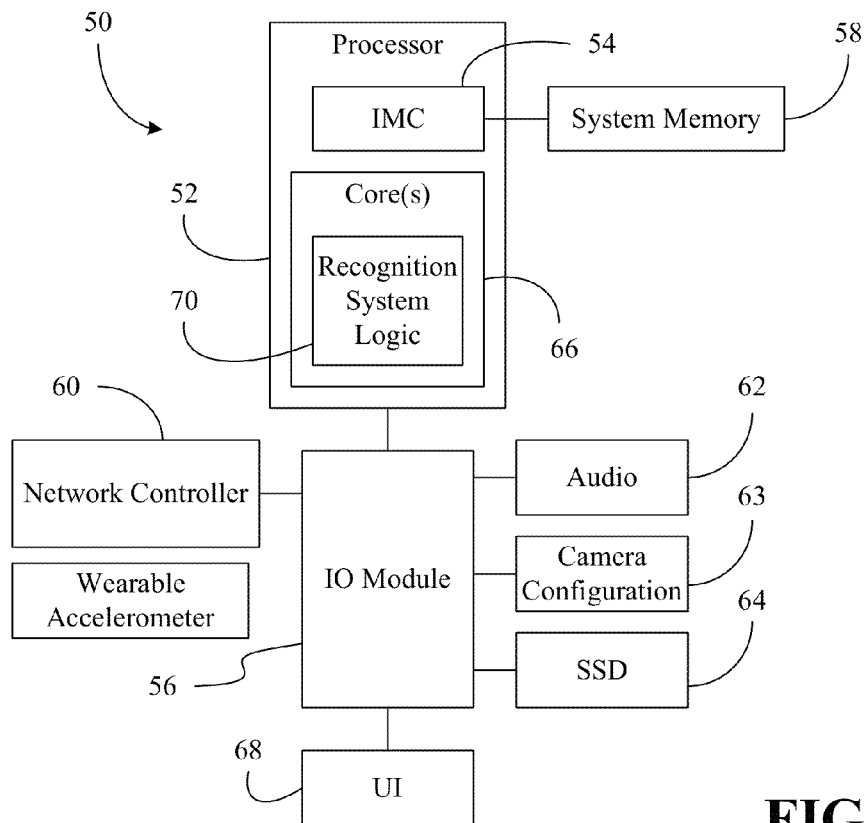 50
Processor
54
58
IMC
System Memory
52
Core(s)
Recognition
System
Logic
70
66
60
62
Network Controller
Audio
63
Wearable
Accelerometer
IO Module
Camera
Configuration
64
56
SSD
68
UI
FIG